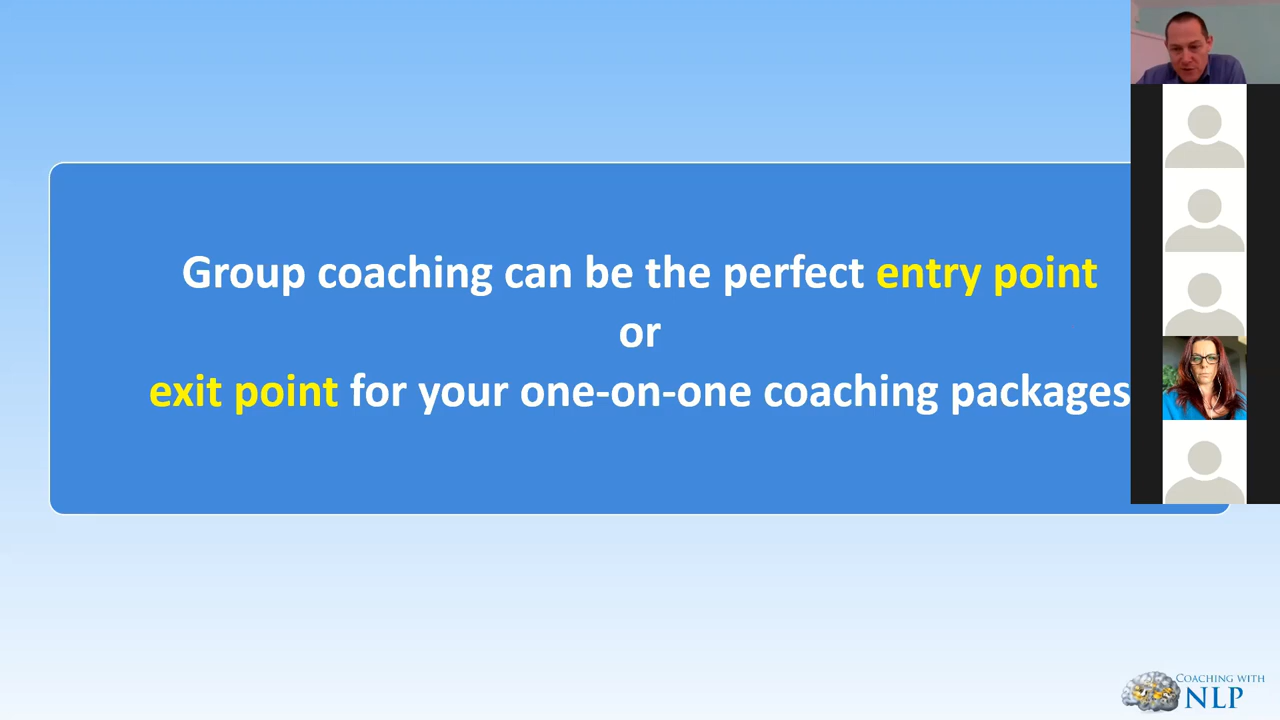 Group coaching can be the perfect entry point
or
exit point for your one-on-one coaching packages
COACHING WITH
NLP